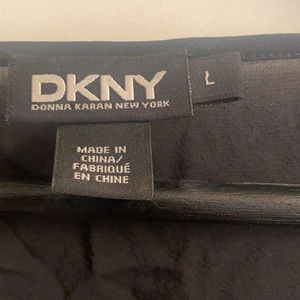 DKNY
DONNA KARAN NEW YORK
L
MADE IN
CHINA/
FABRIQUÉ
EN CHINE